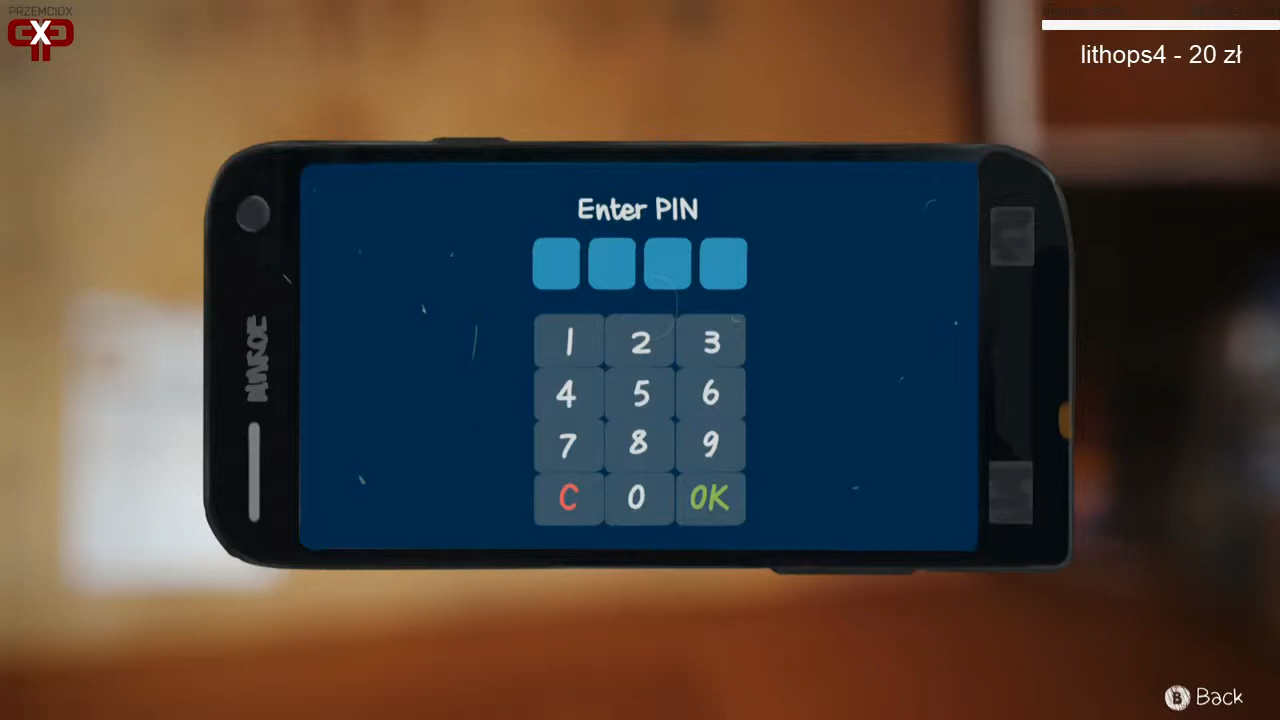 PRZEMCIOX
lithops4 - 20 zł
Enter PIN
1 2 3
4 5 6
7 8 9
C 0 OK
B Back